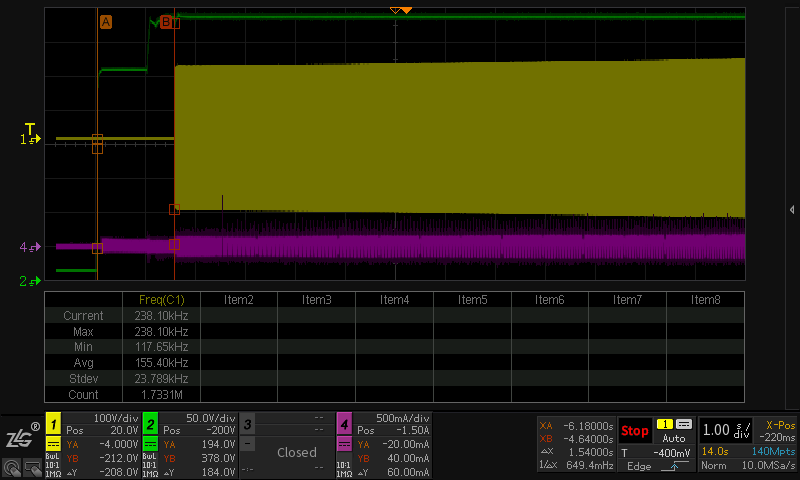 A B
T
1
4
2
Freq(C1) Item2 Item3 Item4 Item5 Item6 Item7 Item8
Current 238.10kHz
Max 238.10kHz
Min 117.65kHz
Avg 155.40kHz
Stdev 23.789kHz
Count 1.7331M
ZLG®
1 100V/div
Pos 20.0V
YA -4.000V
BwL YB -212.0V
10:1
1MΩ △Y -208.0V
2 50.0V/div
Pos -200V
YA 194.0V
BwL YB 378.0V
10:1
1MΩ △Y 184.0V
3 --
--
Closed
-:- --
4 500mA/div
Pos -1.50A
YA -20.00mA
YB 40.00mA
10:1
1MΩ △Y 60.00mA
XA -6.18000s
XB -4.64000s
△X 1.54000s
1/△X 649.4mHz
Stop 1
Auto
T -400mV
Edge
1.00 s/div X-Pos
-220ms
14.0s 140Mpts
Norm 10.0MSa/s